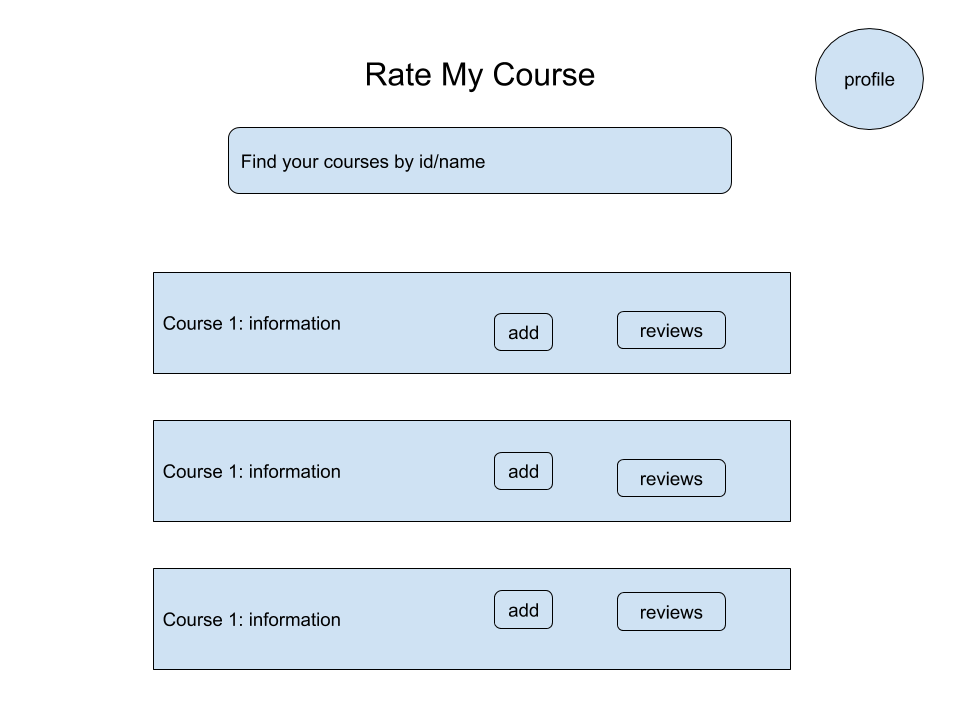 Rate My Course
profile
Find your courses by id/name
Course 1: information
add
reviews
Course 1: information
add
reviews
Course 1: information
add
reviews